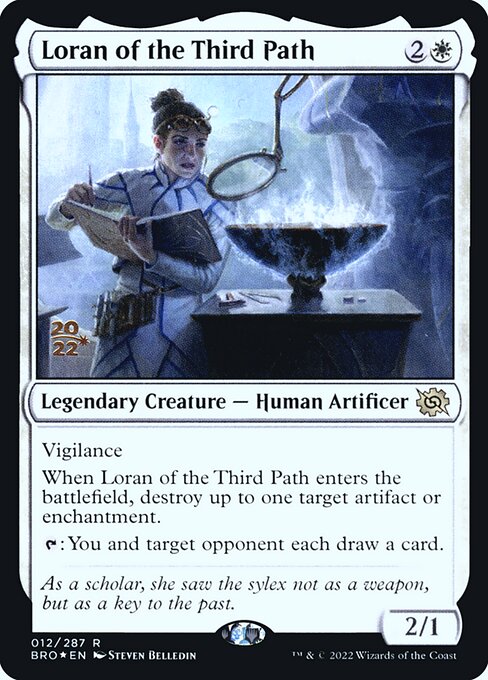 Loran of the Third Path 2
20
22
Legendary Creature — Human Artificer
Vigilance
When Loran of the Third Path enters the
battlefield, destroy up to one target artifact or
enchantment.
:You and target opponent each draw a card.
As a scholar, she saw the sylex not as a weapon,
but as a key to the past.
2/1
012/287 R
BRO★EN Steven Belledin
™ & © 2022 Wizards of the Coast